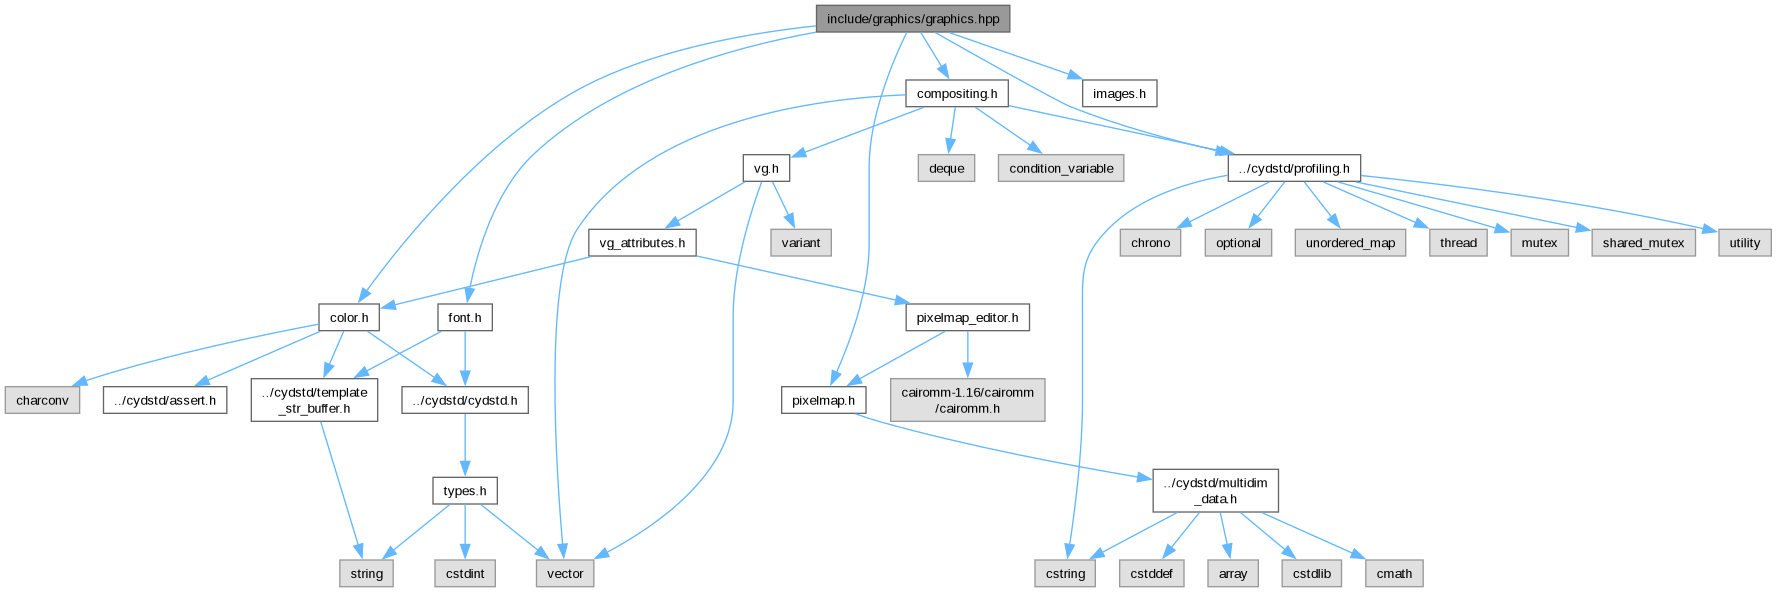 include/graphics/graphics.hpp
compositing.h
images.h
vg.h
deque
condition_variable
../cydstd/profiling.h
vg_attributes.h
variant
chrono
optional
unordered_map
thread
mutex
shared_mutex
utility
color.h
font.h
pixelmap_editor.h
charconv
../cydstd/assert.h
../cydstd/template
_str_buffer.h
../cydstd/cydstd.h
pixelmap.h
cairomm-1.16/cairomm
/cairomm.h
types.h
../cydstd/multidim
_data.h
string
cstdint
vector
cstring
cstddef
array
cstdlib
cmath